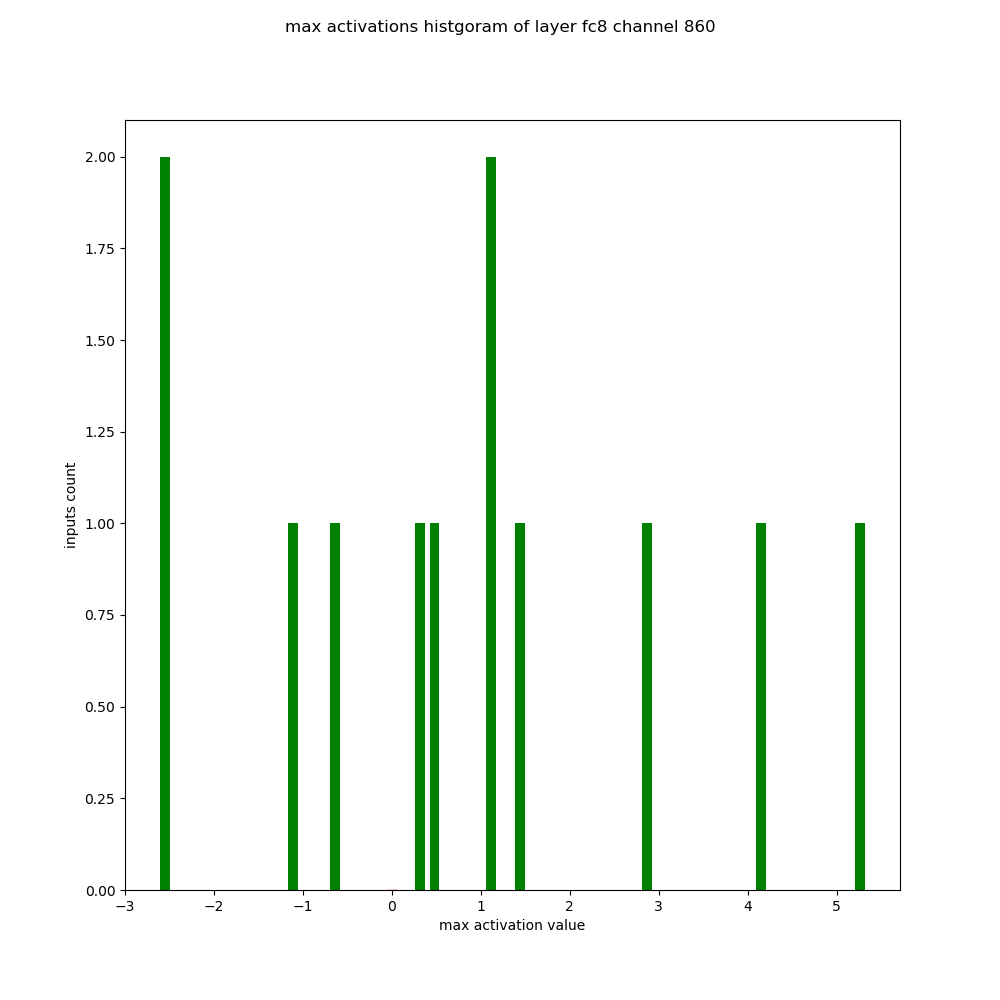 max activations histgoram of layer fc8 channel 860
2.00
1.75
1.50
1.25
1.00
0.75
0.50
0.25
0.00
inputs count
−3 −2 −1 0 1 2 3 4 5
max activation value